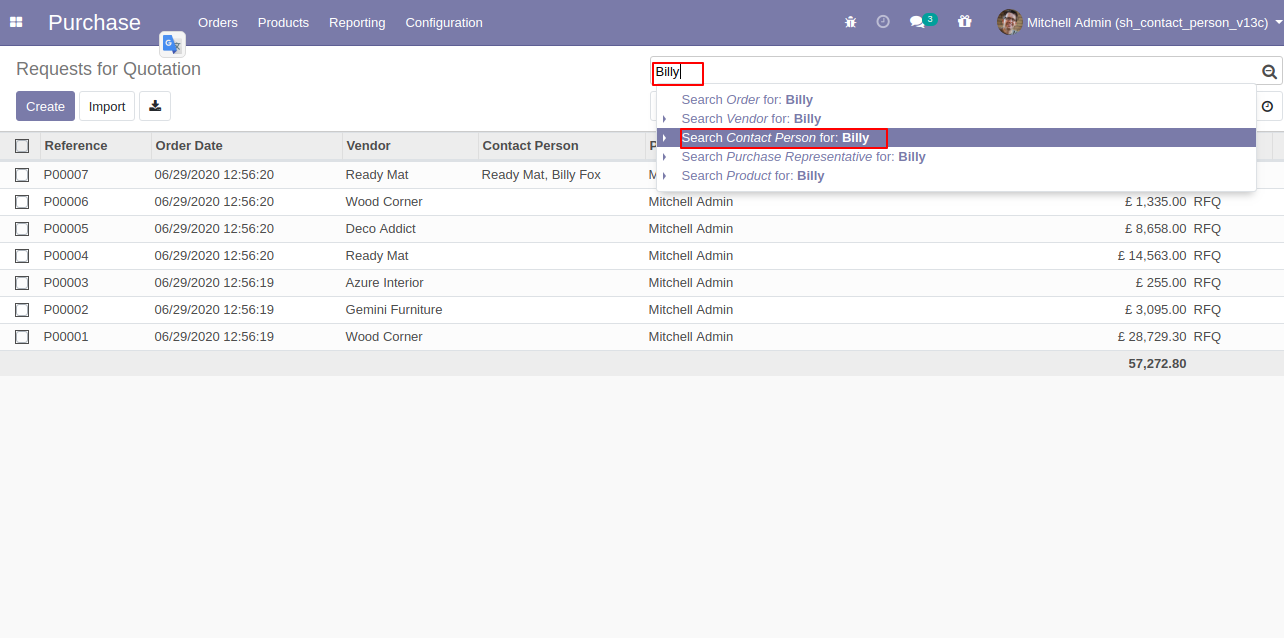 Purchase Orders Products Reporting Configuration 3 Mitchell Admin (sh_contact_person_v13c)
Requests for Quotation
Billy
Create Import
Search Order for: Billy
Search Vendor for: Billy
Search Contact Person for: Billy
Search Purchase Representative for: Billy
Search Product for: Billy
Reference Order Date Vendor Contact Person
P00007 06/29/2020 12:56:20 Ready Mat Ready Mat, Billy Fox
P00006 06/29/2020 12:56:20 Wood Corner Mitchell Admin £ 1,335.00 RFQ
P00005 06/29/2020 12:56:20 Deco Addict Mitchell Admin £ 8,658.00 RFQ
P00004 06/29/2020 12:56:20 Ready Mat Mitchell Admin £ 14,563.00 RFQ
P00003 06/29/2020 12:56:19 Azure Interior Mitchell Admin £ 255.00 RFQ
P00002 06/29/2020 12:56:19 Gemini Furniture Mitchell Admin £ 3,095.00 RFQ
P00001 06/29/2020 12:56:19 Wood Corner Mitchell Admin £ 28,729.30 RFQ
57,272.80